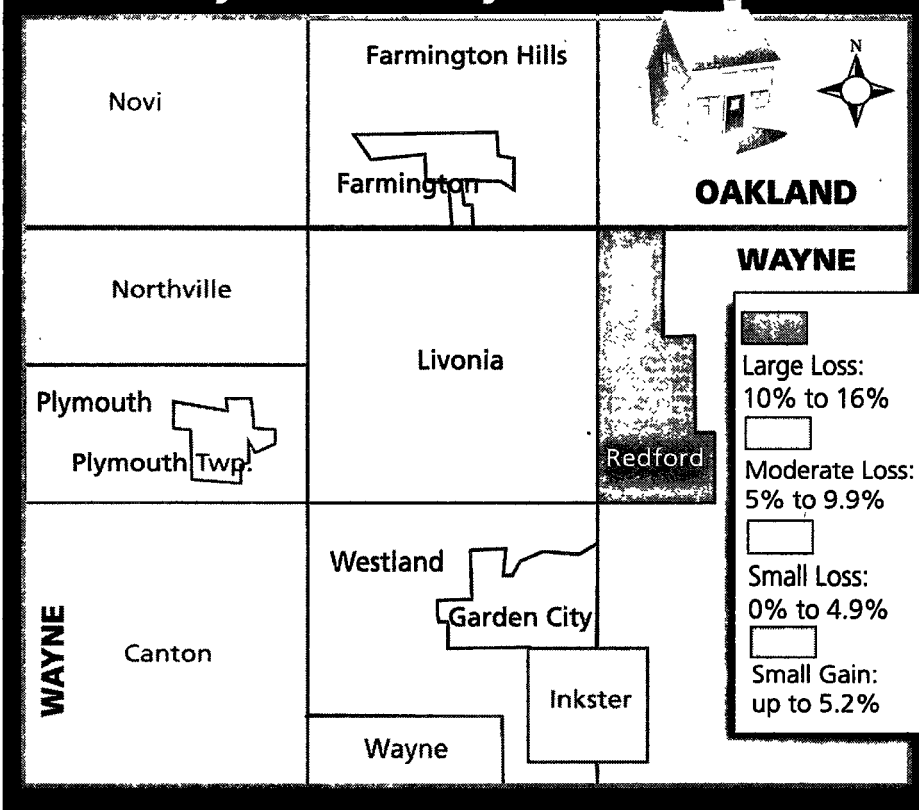 Farmington Hills
N
Novi
Farmington
OAKLAND
WAYNE
Northville
Livonia
Plymouth
Plymouth Twp.
Redford
Large Loss:
10% to 16%
Moderate Loss:
5% to 9.9%
Small Loss:
0% to 4.9%
Small Gain:
up to 5.2%
Westland
Garden City
WAYNE
Canton
Inkster
Wayne